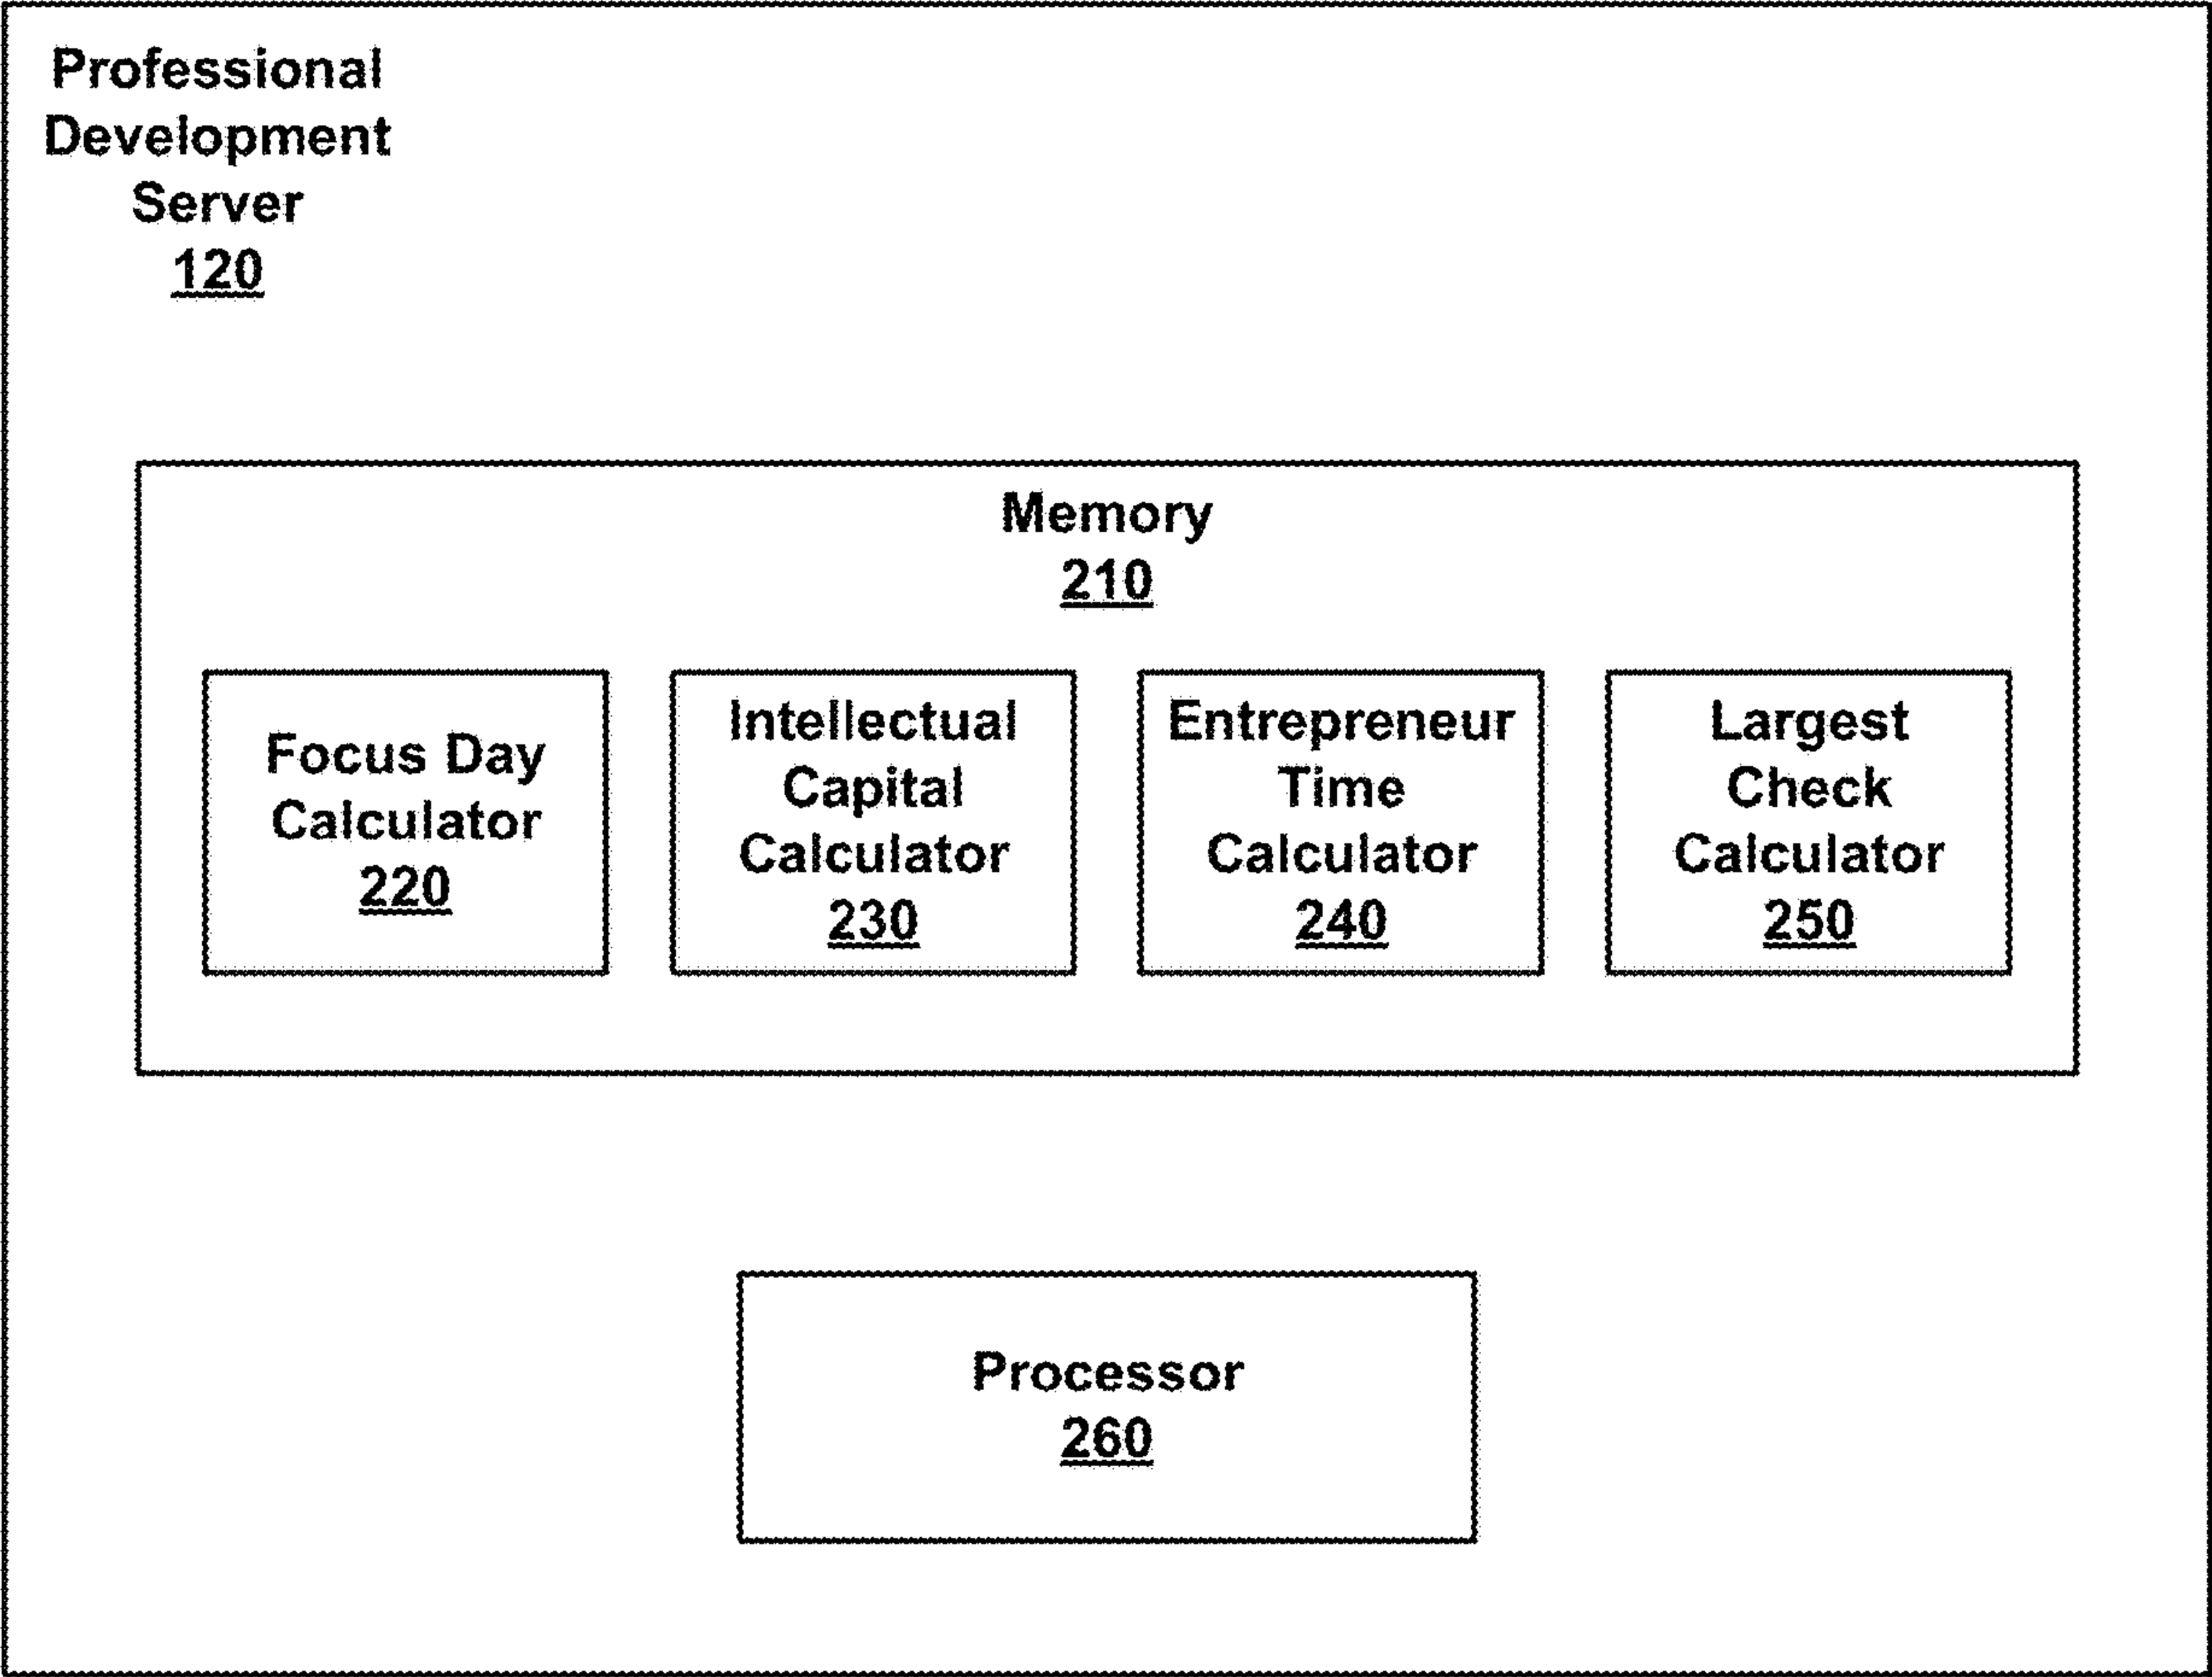 Professional
Development
Server
120
Memory
210
Focus Day
Calculator
220
Intellectual
Capital
Calculator
230
Entrepreneur
Time
Calculator
240
Largest
Check
Calculator
250
Processor
260